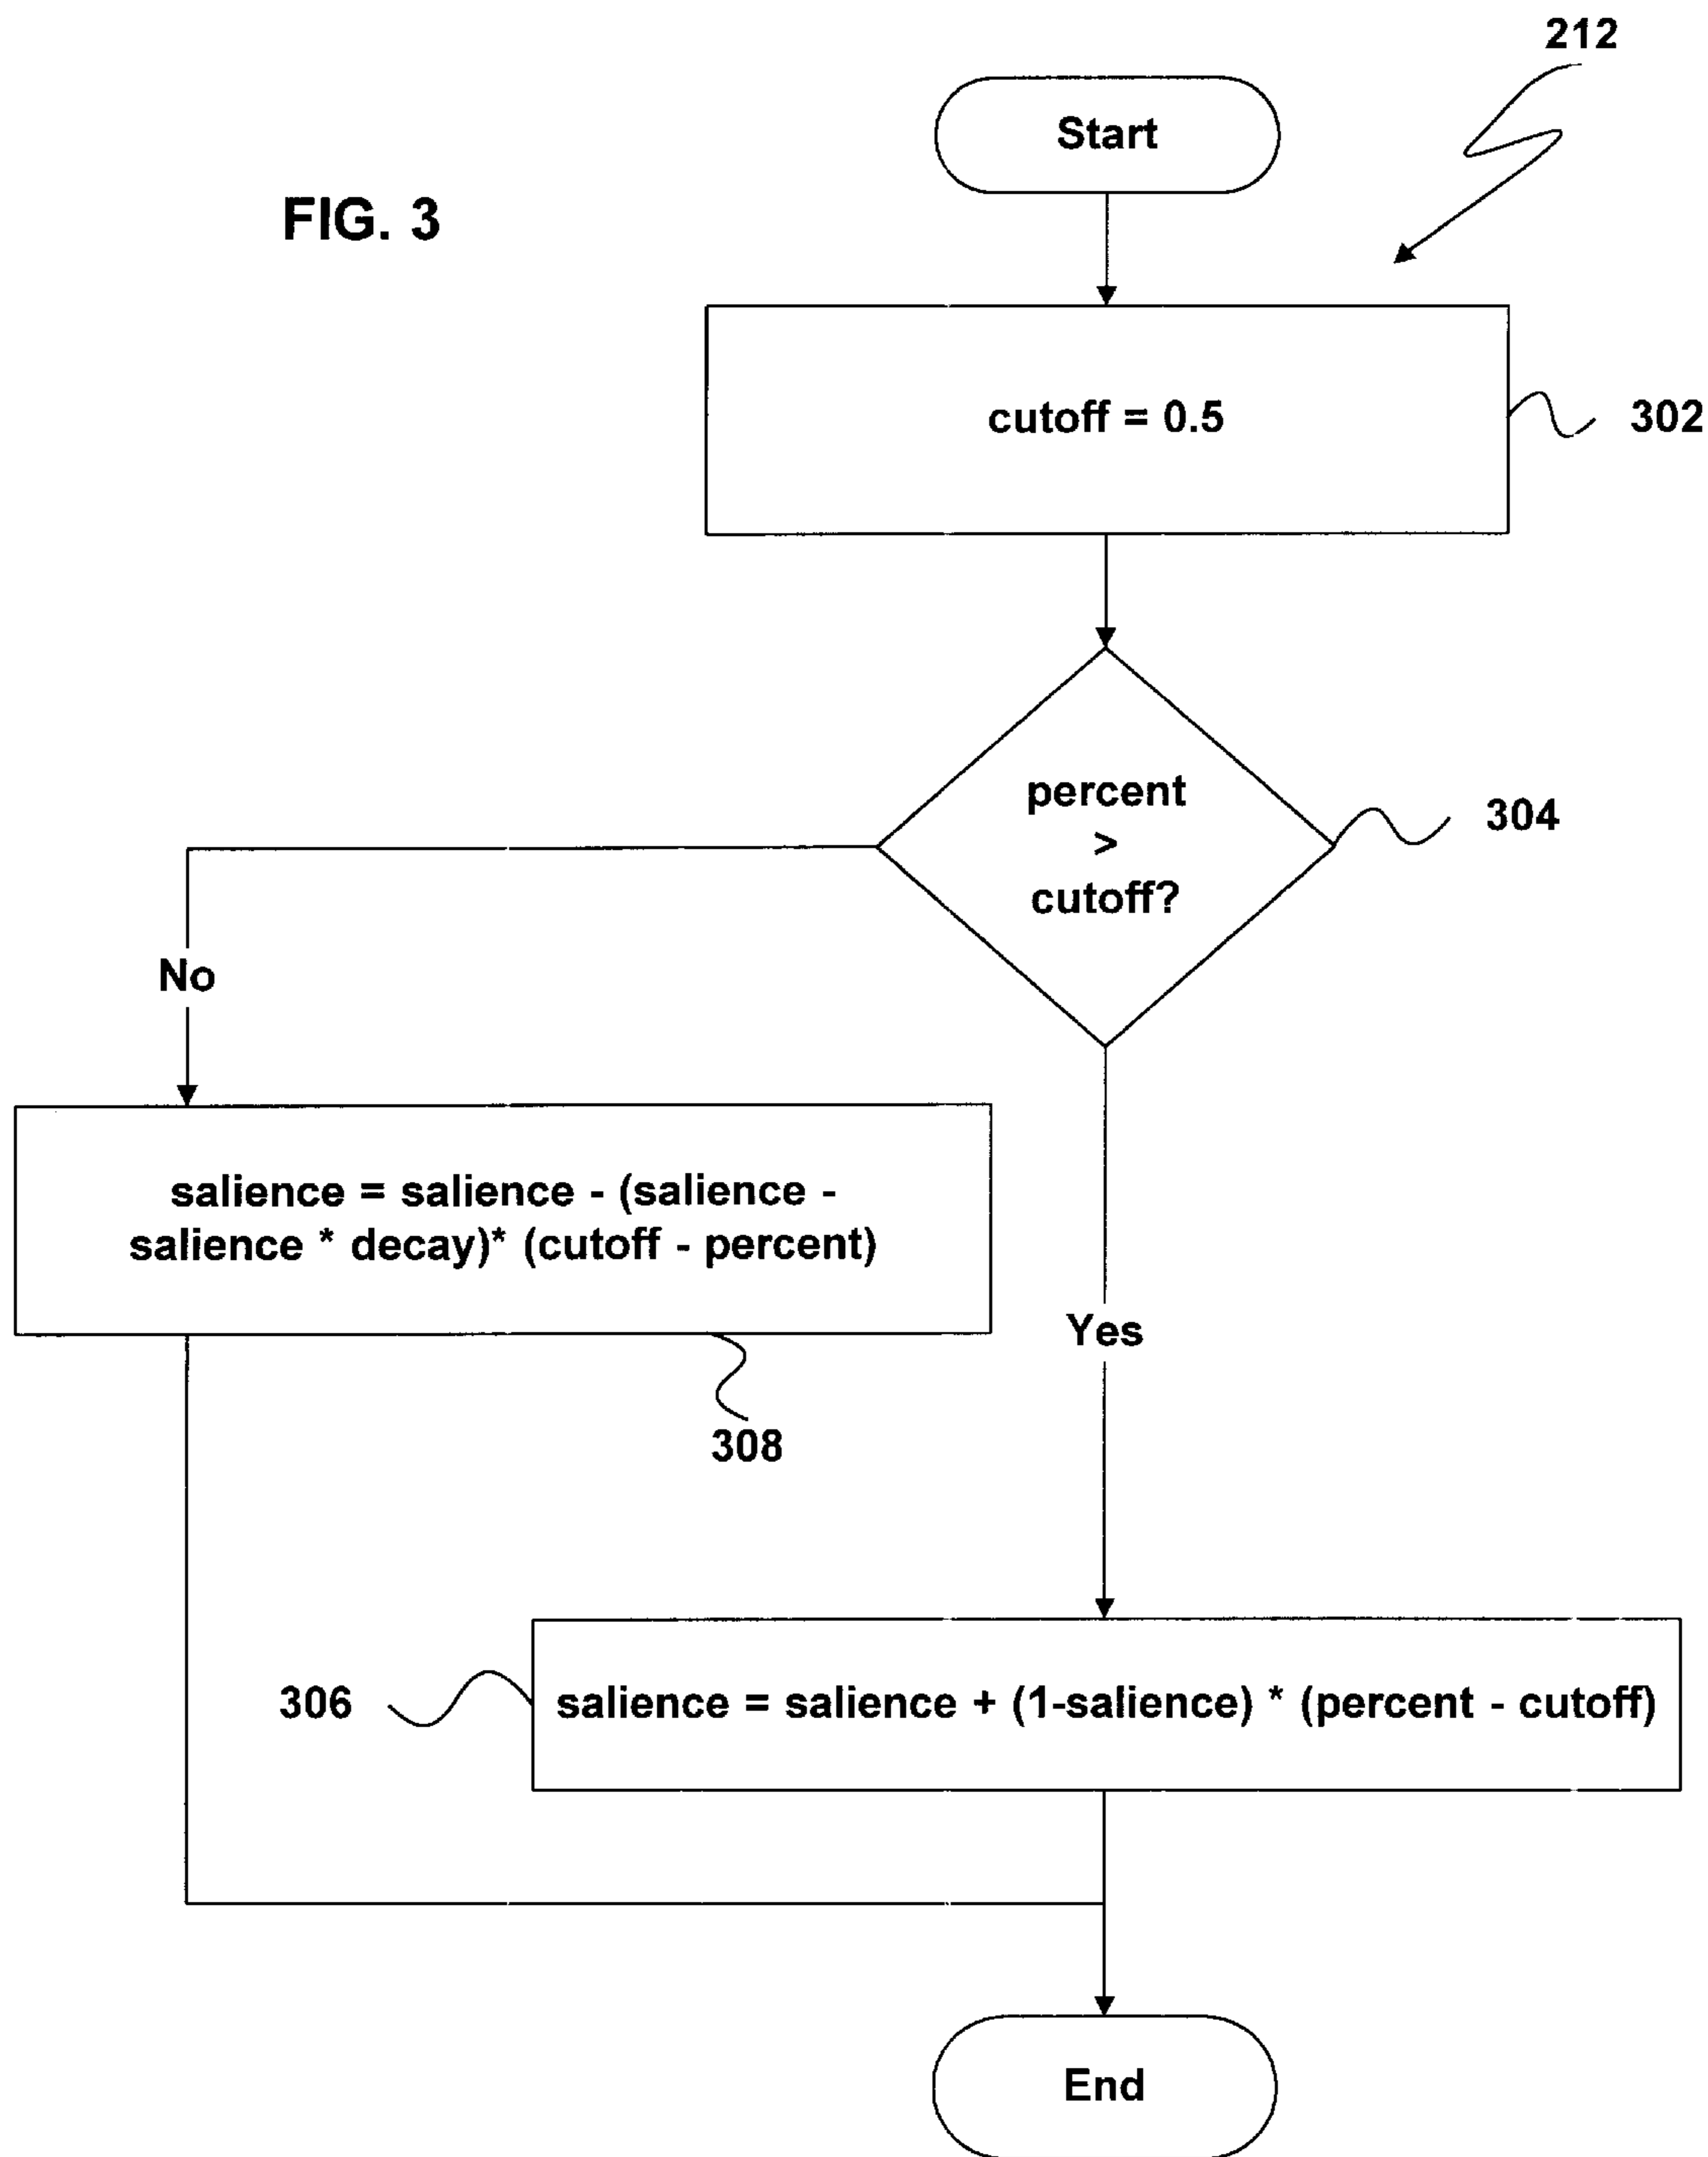 212
Start
FIG. 3
cutoff = 0.5
302
percent
>
cutoff?
304
No
salience = salience - (salience -
salience * decay)* (cutoff - percent)
308
Yes
306
salience = salience + (1-salience) * (percent - cutoff)
End